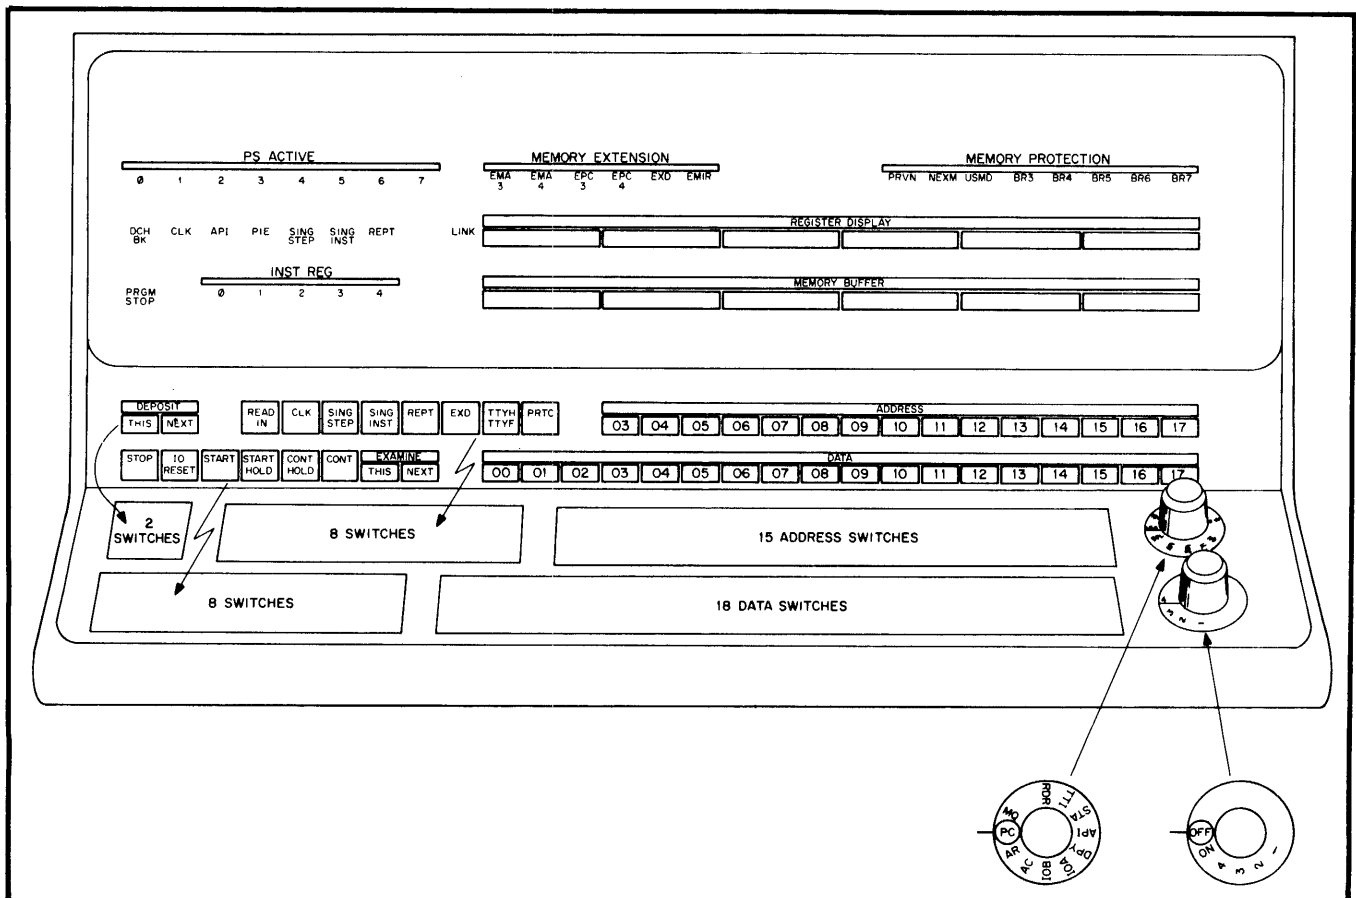 PS ACTIVE
0 1 2 3 4 5 6 7
MEMORY EXTENSION
EMA 3 EMA 4 EPC 3 EPC 4 EXD EMIR
MEMORY PROTECTION
PRVN NEXM USMD BR3 BR4 BR5 BR6 BR7
DCH BK CLK API PIE SING STEP SING INST REPT LINK
REGISTER DISPLAY
INST REG
PRGM STOP 0 1 2 3 4
MEMORY BUFFER
DEPOSIT
THIS NEXT
READ IN CLK SING STEP SING INST REPT EXD TTYH TTYF PRTC
ADDRESS
03 04 05 06 07 08 09 10 11 12 13 14 15 16 17
STOP IO RESET START START HOLD CONT HOLD CONT
EXAMINE
THIS NEXT
DATA
00 01 02 03 04 05 06 07 08 09 10 11 12 13 14 15 16 17
2 SWITCHES
8 SWITCHES
15 ADDRESS SWITCHES
8 SWITCHES
18 DATA SWITCHES
4 3 2 1
MQ RDR TTI STA API DPY IOA IOB AC AR PC
OFF ON 4 3 2 1